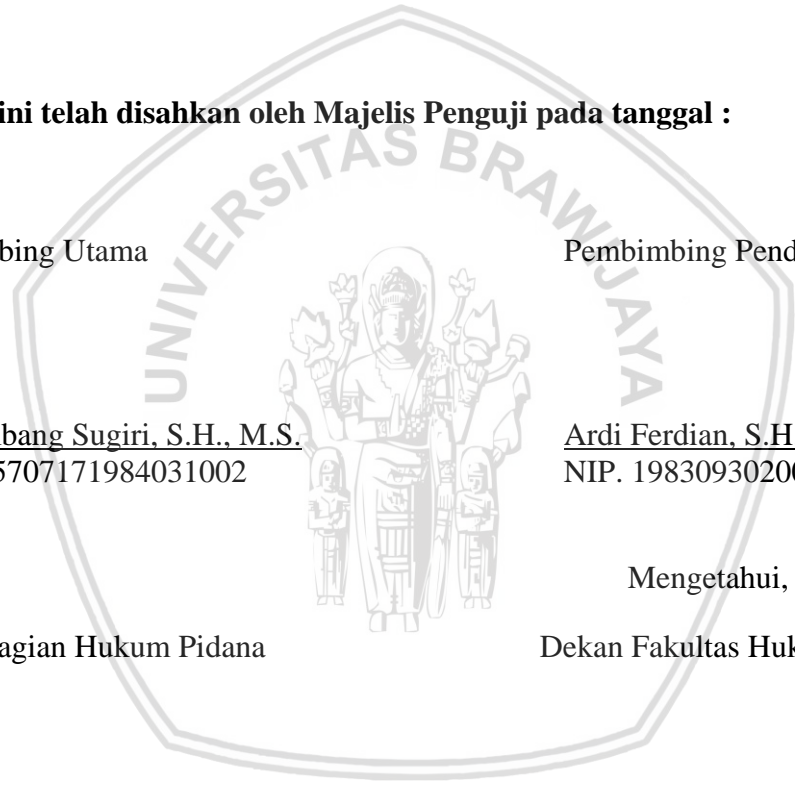 ini telah disahkan oleh Majelis Penguji pada tanggal :
UNIVERSITAS BRAWIJAYA
bing Utama Pembimbing Pend
bang Sugiri, S.H., M.S. Ardi Ferdian, S.H
5707171984031002 NIP. 1983093020
Mengetahui,
agian Hukum Pidana Dekan Fakultas Huk